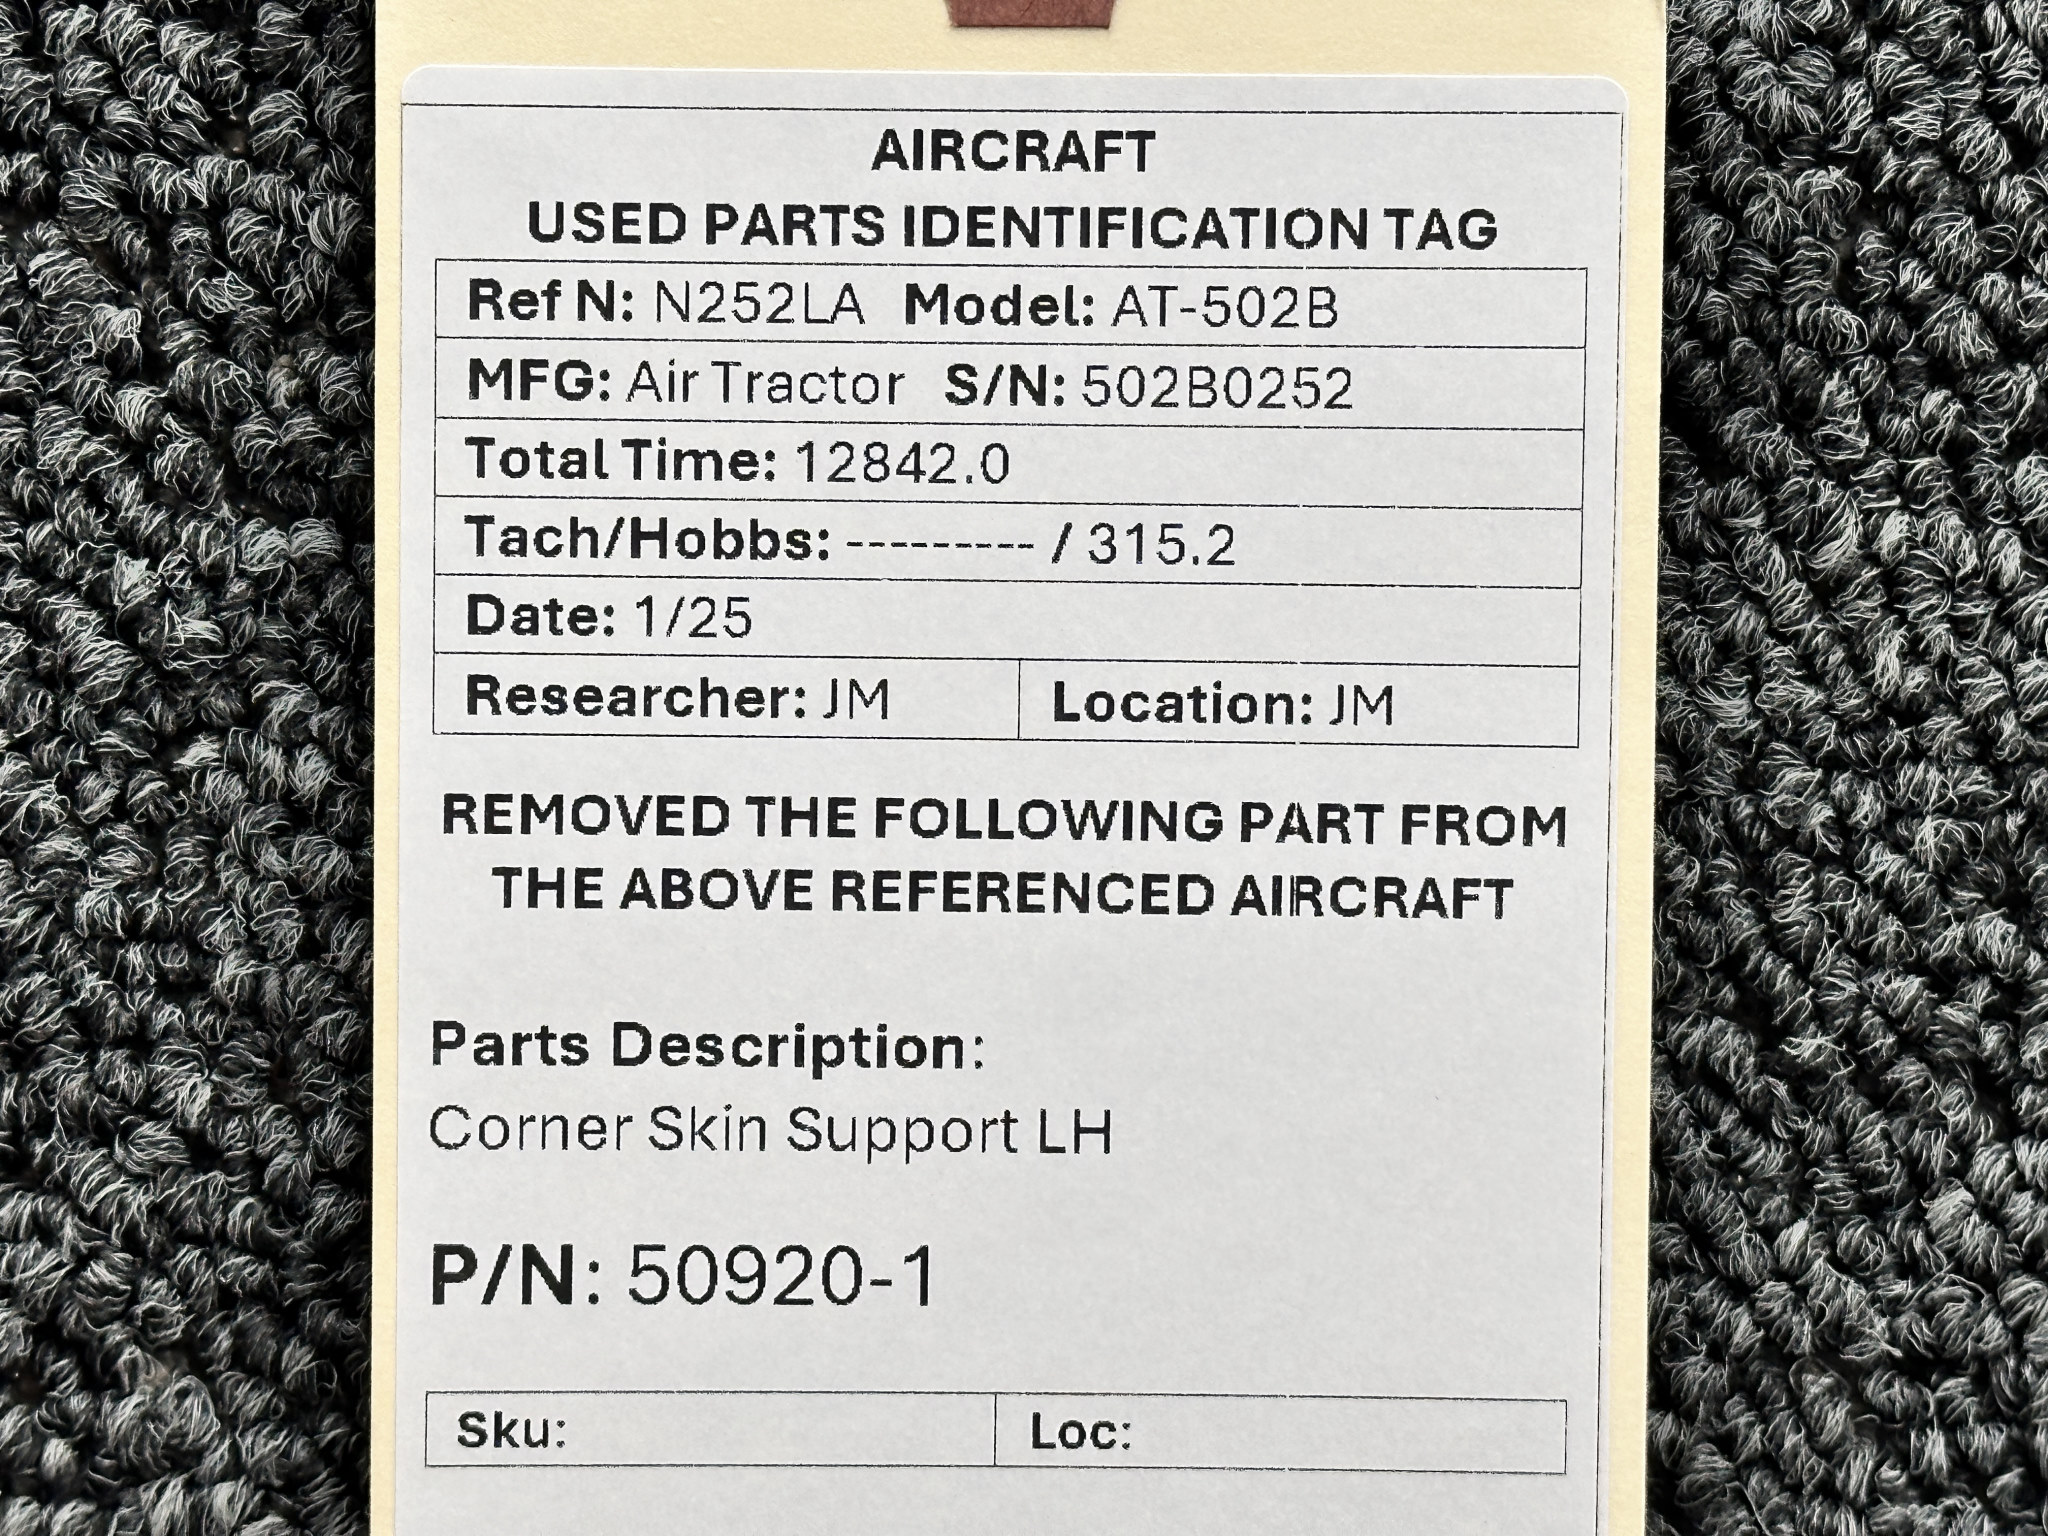 AIRCRAFT
USED PARTS IDENTIFICATION TAG
Ref N: N252LA Model: AT-502B
MFG: Air Tractor S/N: 502B0252
Total Time: 12842.0
Tach/Hobbs: --------- / 315.2
Date: 1/25
Researcher: JM Location: JM
REMOVED THE FOLLOWING PART FROM
THE ABOVE REFERENCED AIRCRAFT
Parts Description:
Corner Skin Support LH
P/N: 50920-1
Sku: Loc: